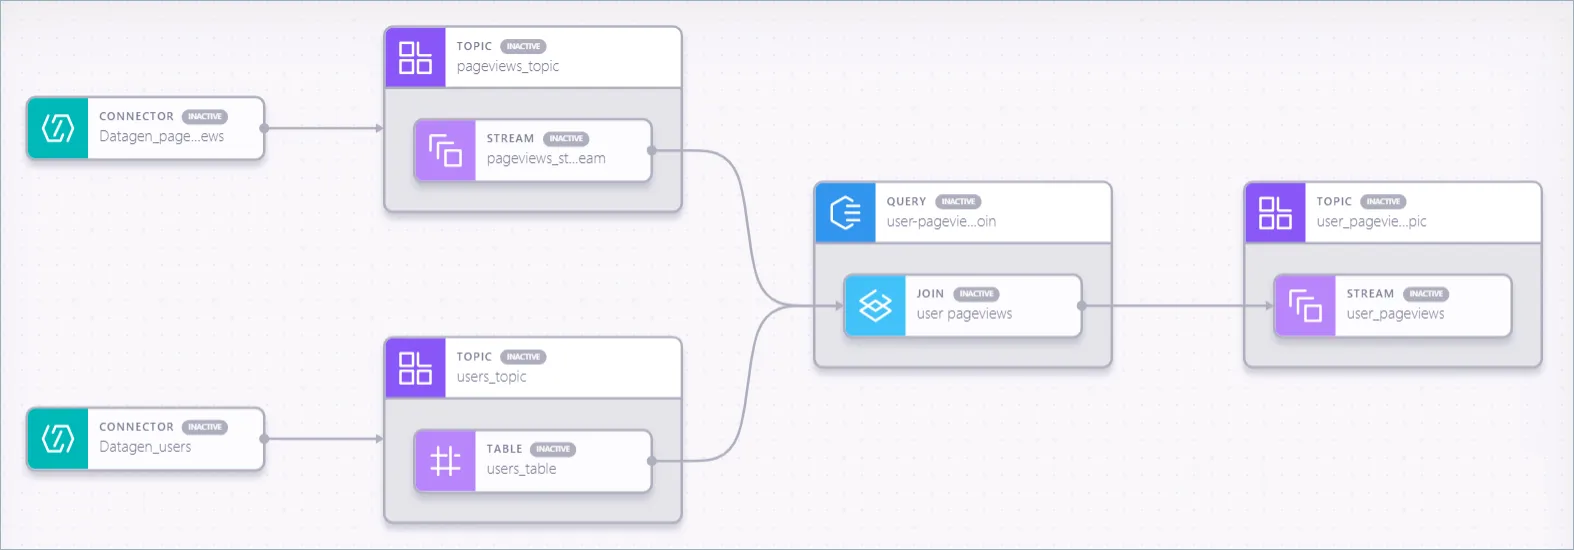 TOPIC INACTIVE
pageviews_topic
CONNECTOR INACTIVE
Datagen_page...ews
STREAM INACTIVE
pageviews_st...eam
QUERY INACTIVE
user-pagevie...oin
JOIN INACTIVE
user pageviews
TOPIC INACTIVE
user_pagevie...pic
STREAM INACTIVE
user_pageviews
TOPIC INACTIVE
users_topic
CONNECTOR INACTIVE
Datagen_users
TABLE INACTIVE
users_table